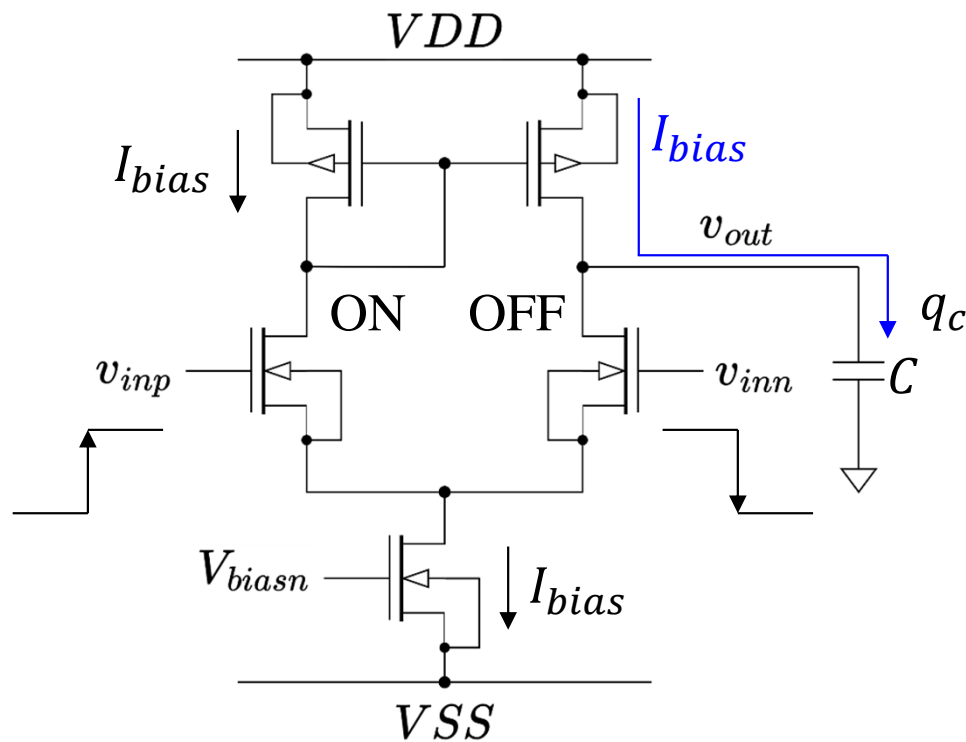 VDD
I_bias
I_bias
v_out
ON
OFF
q_c
v_inp
v_inn
C
V_biasn
I_bias
VSS